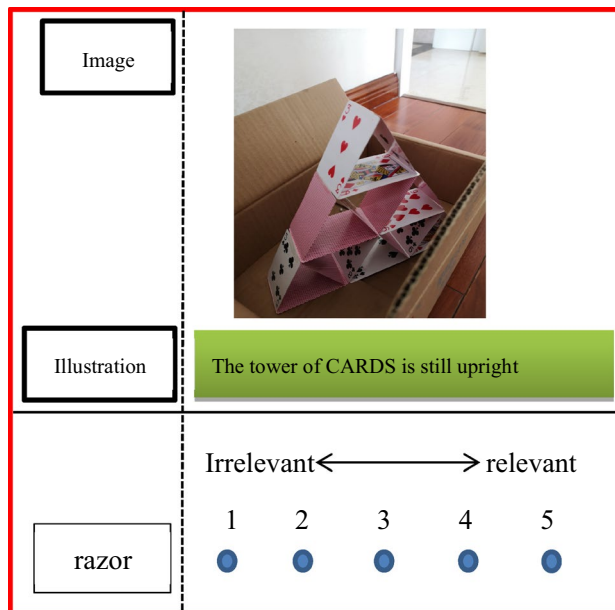 Image
Illustration
The tower of CARDS is still upright
Irrelevant relevant
1 2 3 4 5
razor